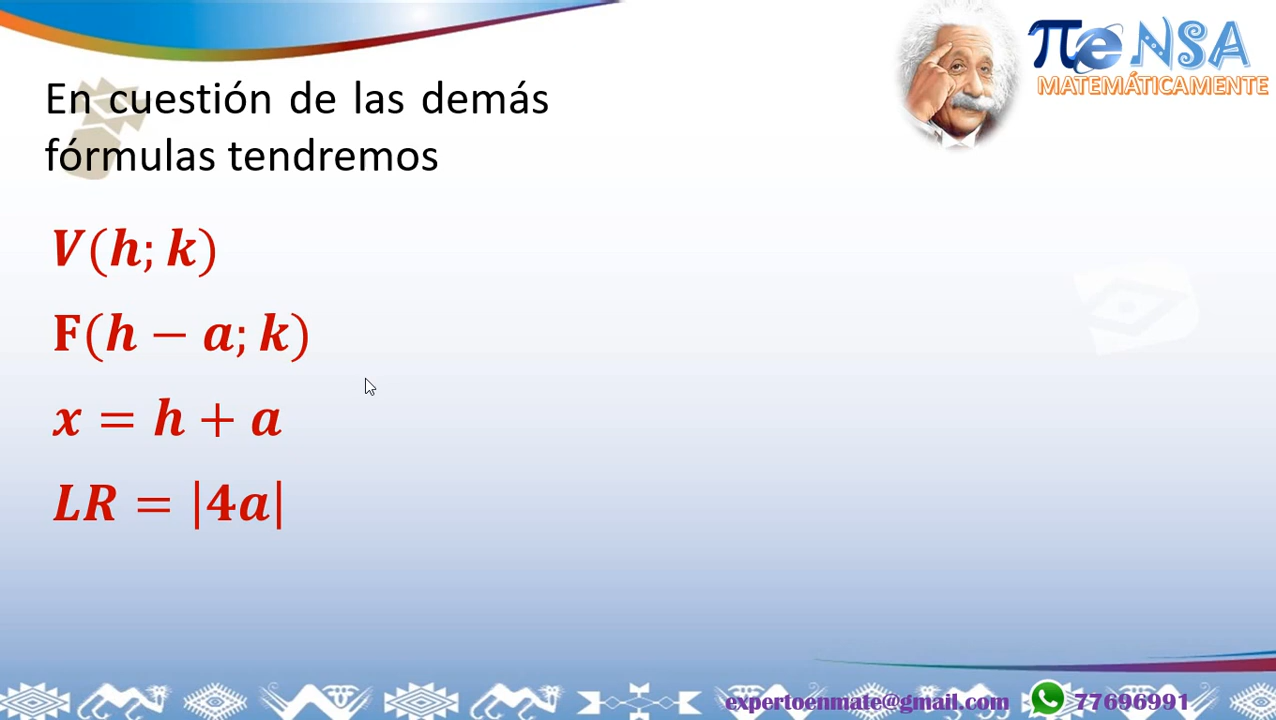 πeNSA
MATEMÁTICAMENTE
En cuestión de las demás
fórmulas tendremos
V(h; k)
F(h − a; k)
x = h + a
LR = |4a|
expertoenmate@gmail.com 77696991